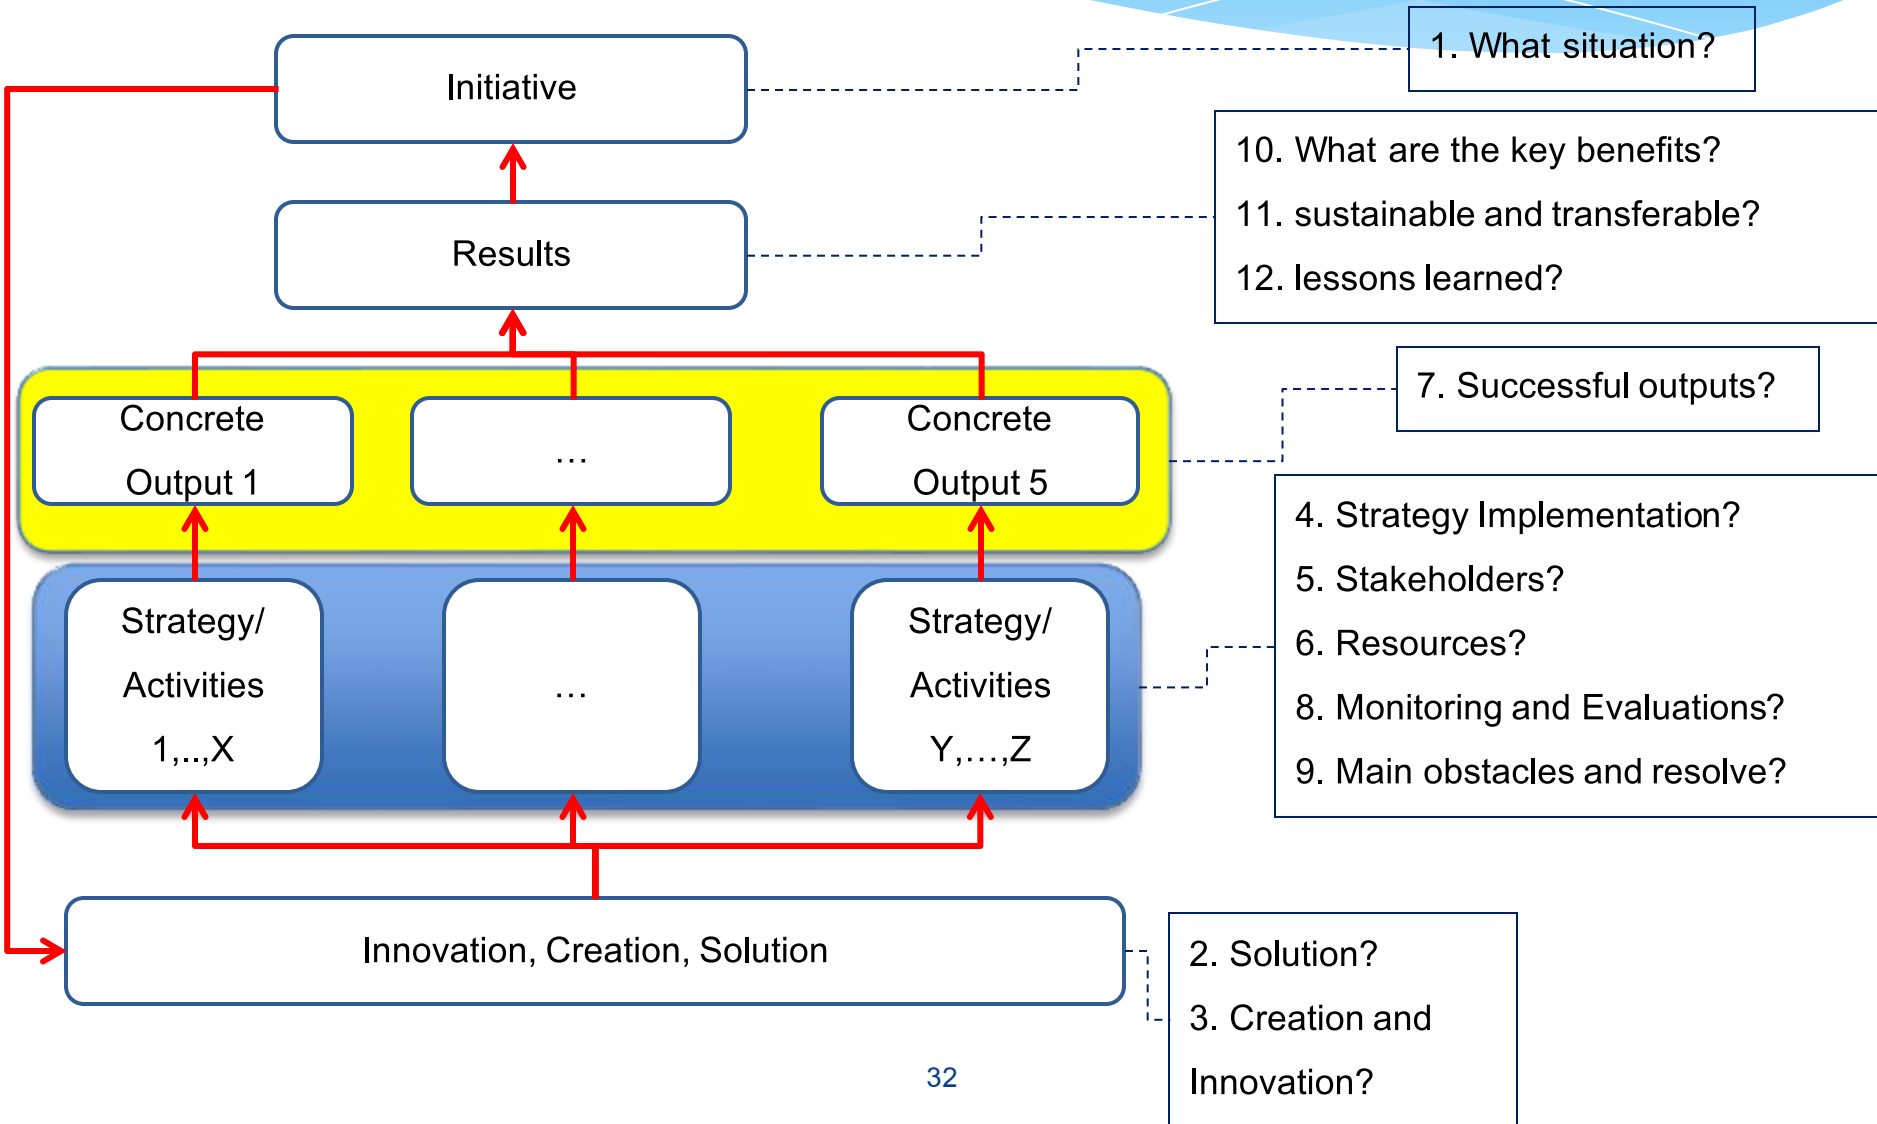 1. What situation?
Initiative
10. What are the key benefits?
11. sustainable and transferable?
12. lessons learned?
Results
7. Successful outputs?
Concrete
Output 1
…
Concrete
Output 5
4. Strategy Implementation?
5. Stakeholders?
6. Resources?
8. Monitoring and Evaluations?
9. Main obstacles and resolve?
Strategy/
Activities
1,..,X
…
Strategy/
Activities
Y,…,Z
Innovation, Creation, Solution
2. Solution?
3. Creation and
Innovation?
32